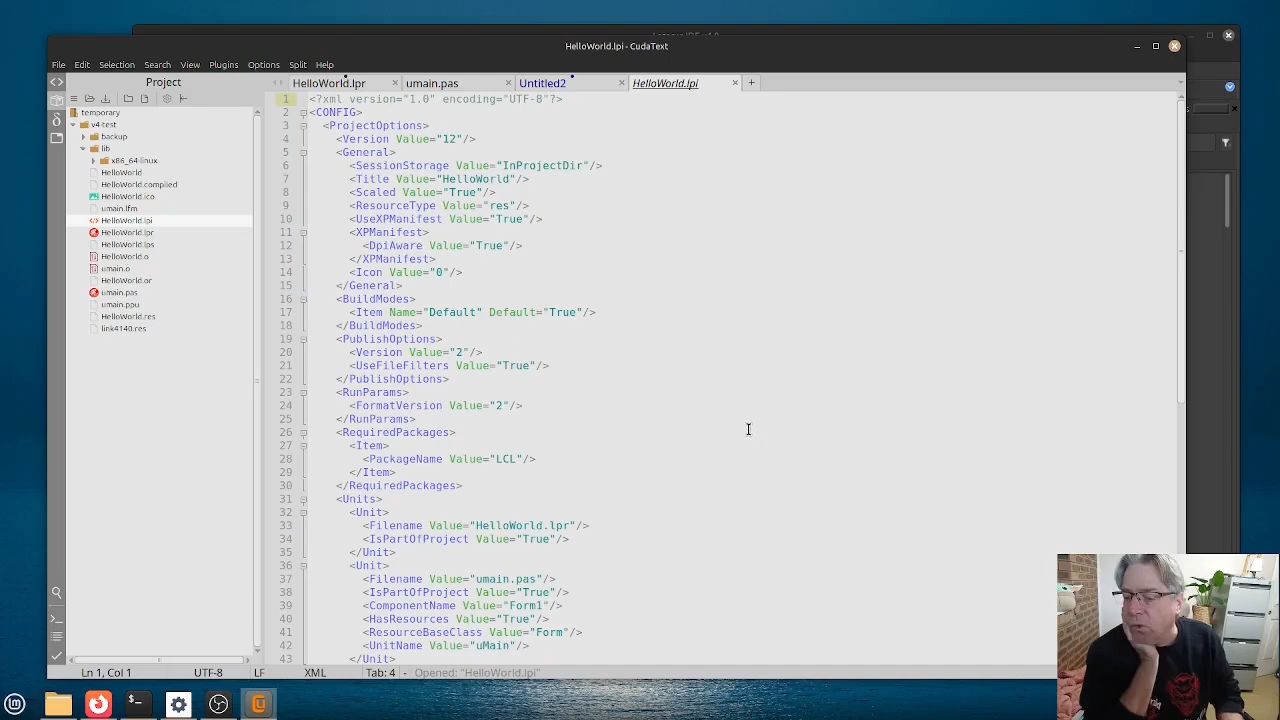 HelloWorld.lpi - CudaText
File Edit Selection Search View Plugins Options Split Help
Project
HelloWorld.lpr
umain.pas
Untitled2
HelloWorld.lpi
temporary
v4-test
backup
lib
x86_64-linux
HelloWorld
HelloWorld.compiled
HelloWorld.ico
umain.lfm
HelloWorld.lpi
HelloWorld.lpr
HelloWorld.lps
HelloWorld.o
umain.o
HelloWorld.or
umain.pas
umain.ppu
HelloWorld.res
link4140.res
1 <?xml version="1.0" encoding="UTF-8"?>
2 <CONFIG>
3 <ProjectOptions>
4 <Version Value="12"/>
5 <General>
6 <SessionStorage Value="InProjectDir"/>
7 <Title Value="HelloWorld"/>
8 <Scaled Value="True"/>
9 <ResourceType Value="res"/>
10 <UseXPManifest Value="True"/>
11 <XPManifest>
12 <DpiAware Value="True"/>
13 </XPManifest>
14 <Icon Value="0"/>
15 </General>
16 <BuildModes>
17 <Item Name="Default" Default="True"/>
18 </BuildModes>
19 <PublishOptions>
20 <Version Value="2"/>
21 <UseFileFilters Value="True"/>
22 </PublishOptions>
23 <RunParams>
24 <FormatVersion Value="2"/>
25 </RunParams>
26 <RequiredPackages>
27 <Item>
28 <PackageName Value="LCL"/>
29 </Item>
30 </RequiredPackages>
31 <Units>
32 <Unit>
33 <Filename Value="HelloWorld.lpr"/>
34 <IsPartOfProject Value="True"/>
35 </Unit>
36 <Unit>
37 <Filename Value="umain.pas"/>
38 <IsPartOfProject Value="True"/>
39 <ComponentName Value="Form1"/>
40 <HasResources Value="True"/>
41 <ResourceBaseClass Value="Form"/>
42 <UnitName Value="uMain"/>
43 </Unit>
Ln 1, Col 1 UTF-8 LF XML Tab: 4 - Opened: "HelloWorld.lpi"